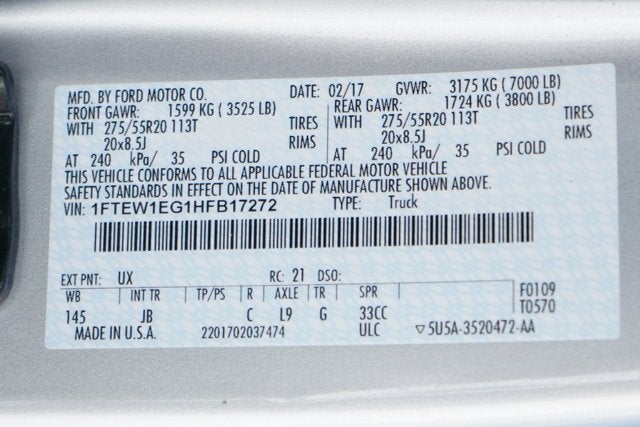 MFD. BY FORD MOTOR CO. DATE: 02/17 GVWR: 3175 KG ( 7000 LB)
FRONT GAWR: 1599 KG ( 3525 LB) REAR GAWR: 1724 KG ( 3800 LB)
WITH 275/55R20 113T TIRES WITH 275/55R20 113T TIRES
20x8.5J RIMS 20x8.5J RIMS
AT 240 kPa/ 35 PSI COLD AT 240 kPa/ 35 PSI COLD
THIS VEHICLE CONFORMS TO ALL APPLICABLE FEDERAL MOTOR VEHICLE
SAFETY STANDARDS IN EFFECT ON THE DATE OF MANUFACTURE SHOWN ABOVE.
VIN: 1FTEW1EG1HFB17272 TYPE: Truck
EXT PNT: UX RC: 21 DSO:
WB INT TR TP/PS R AXLE TR SPR F0109
145 JB C L9 G 33CC T0570
MADE IN U.S.A. 2201702037474 ULC ▽5U5A-3520472-AA